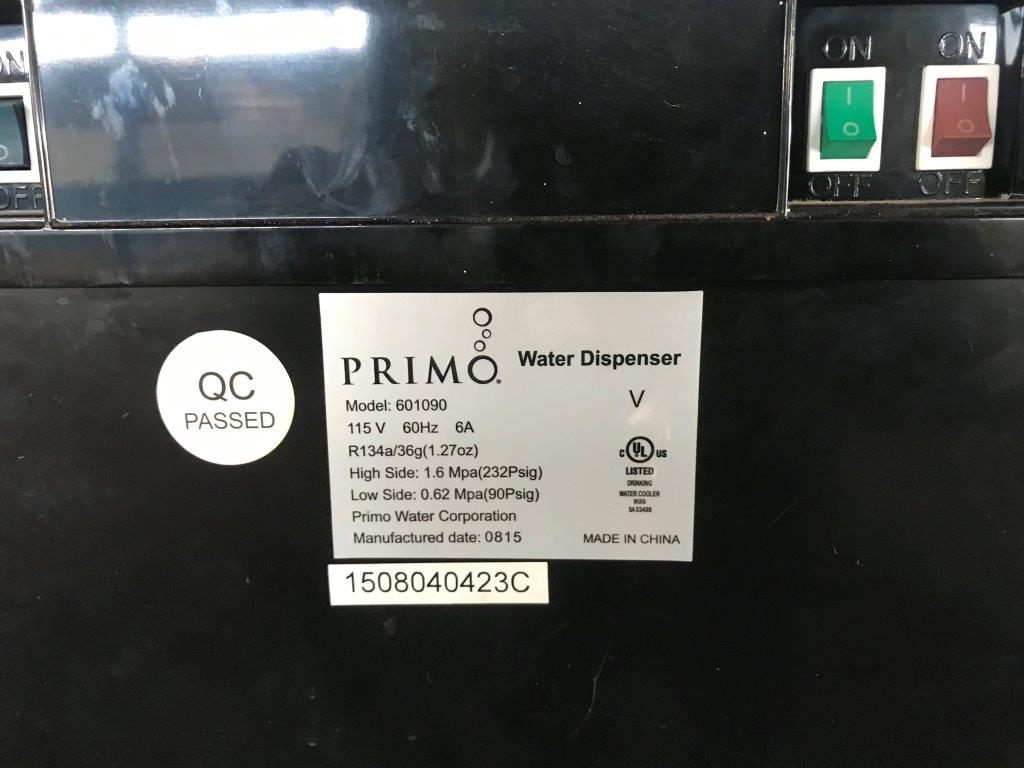 ON
OFF
ON ON
OFF OFF
QC
PASSED
PRIMO® Water Dispenser
Model: 601090
V
115 V 60Hz 6A
R134a/36g(1.27oz)
High Side: 1.6 Mpa(232Psig)
Low Side: 0.62 Mpa(90Psig)
Primo Water Corporation
Manufactured date: 0815
C UL US
LISTED
DRINKING
WATER COOLER
SA33488
MADE IN CHINA
1508040423C